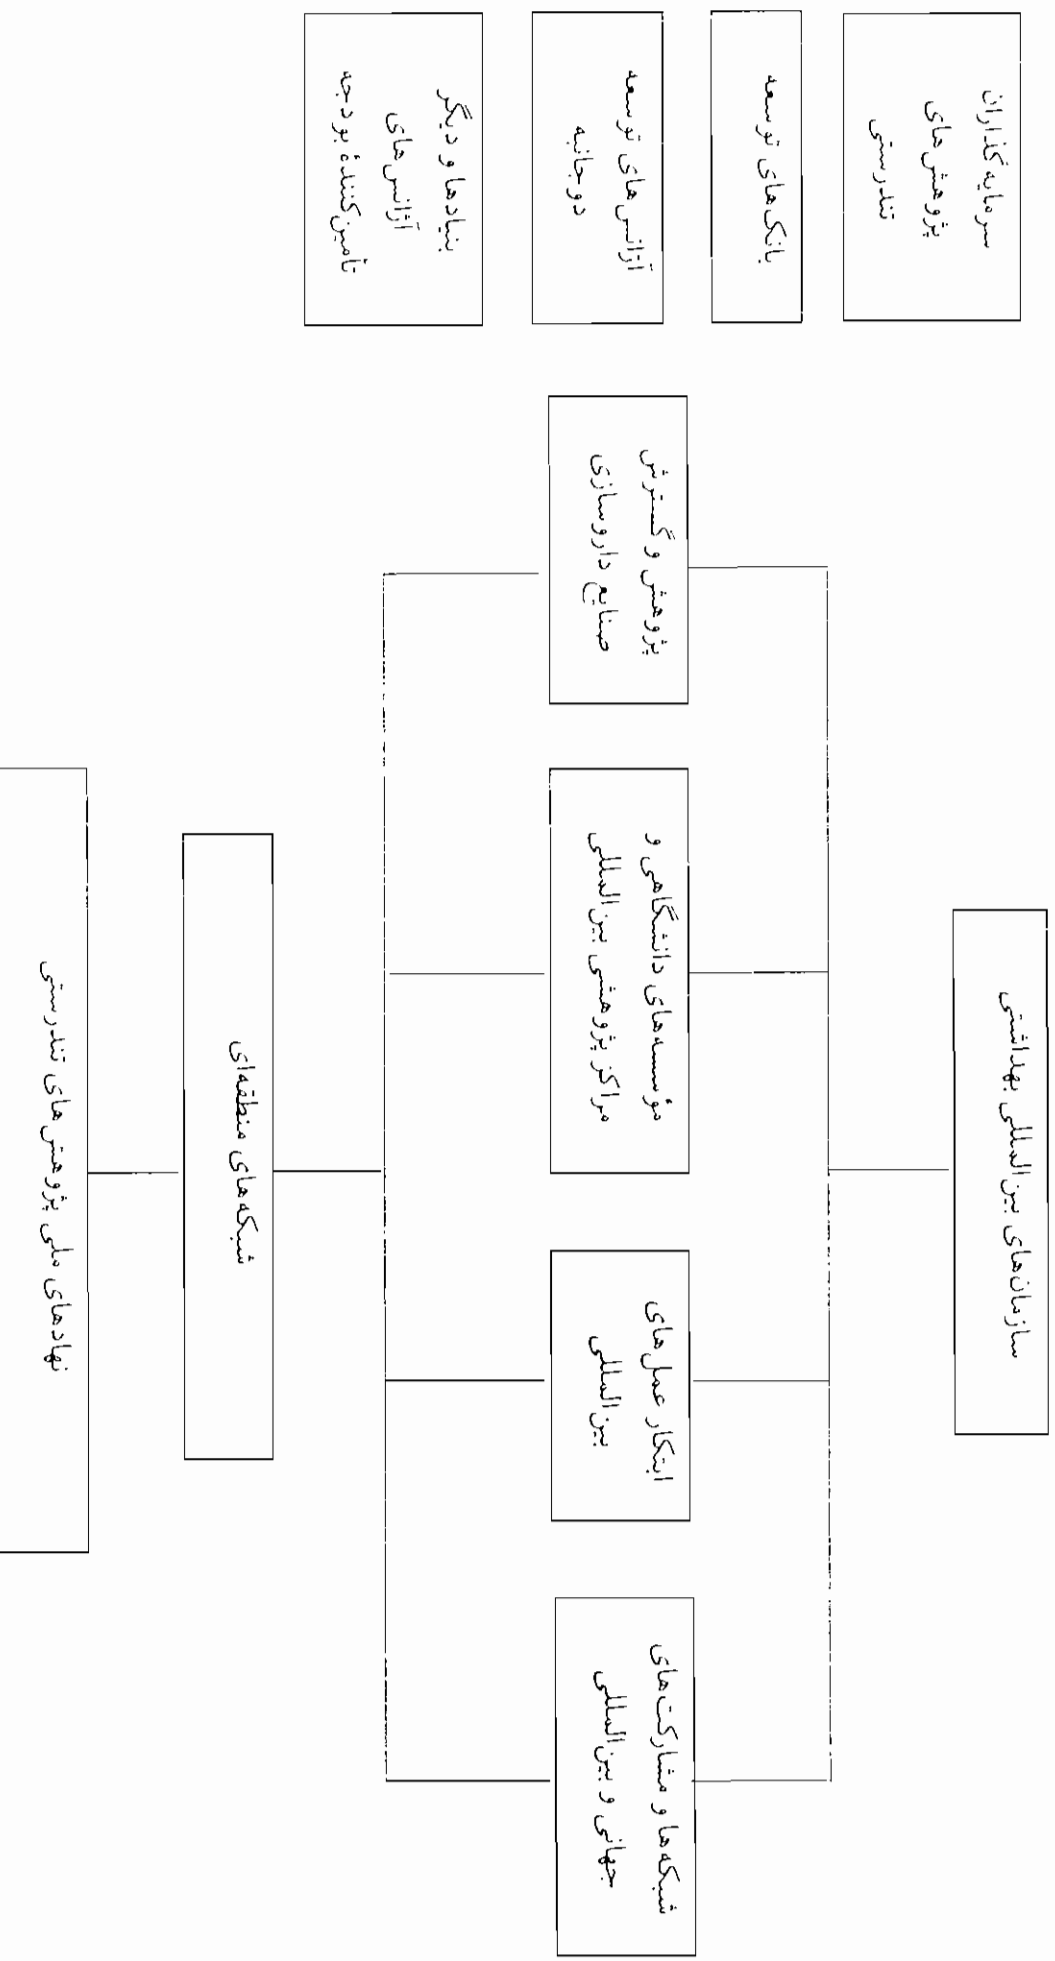 سازمان‌های بین‌المللی بهداشتی
سرمایه‌گذاران
پژوهش‌های
تندرستی
بانک‌های توسعه
آژانس‌های توسعه
دوجانبه
بنیادها و دیگر
آژانس‌های
تأمین‌کنندهٔ بودجه
شبکه‌ها و مشارکت‌های
جهانی و بین‌المللی
ابتکار عمل‌های
بین‌المللی
مؤسسه‌های دانشگاهی و
مراکز پژوهشی بین‌المللی
پژوهش و گسترش
صنایع داروسازی
شبکه‌های منطقه‌ای
نهادهای ملی پژوهش‌های تندرستی